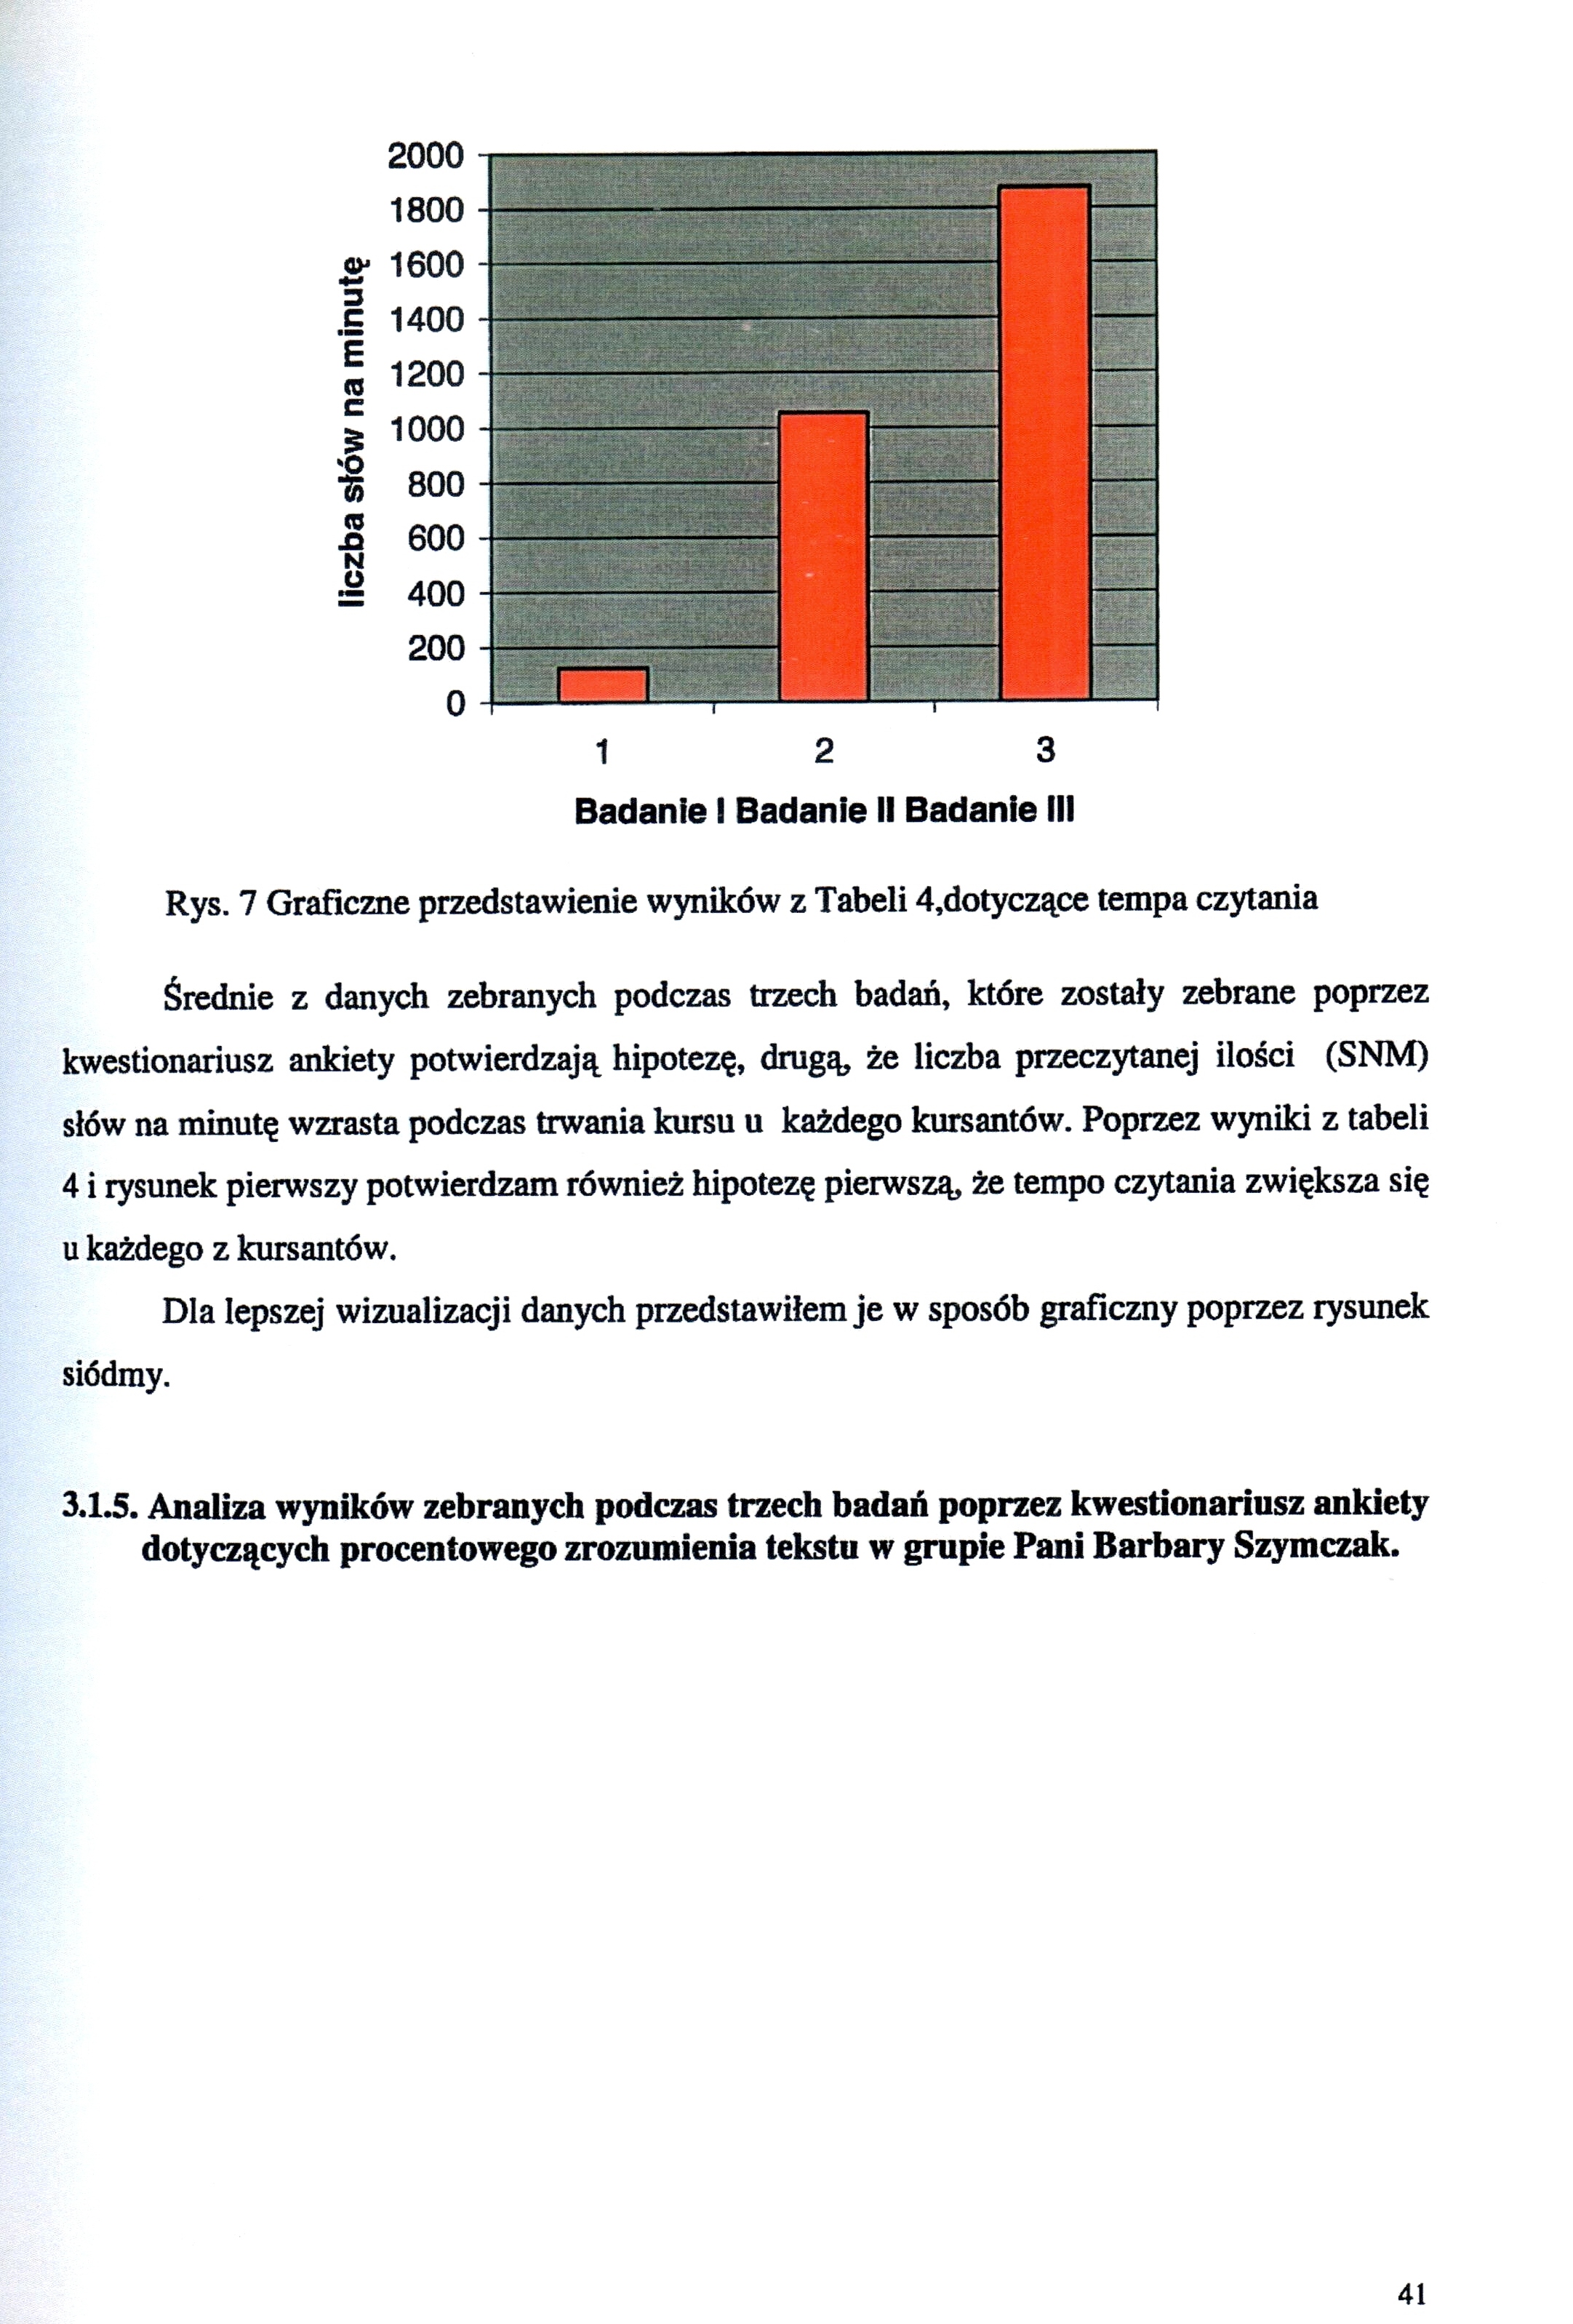 2000
1800
1600
1400
1200
1000
800
600
400
200
0
liczba słów na minutę
1 2 3
Badanie I Badanie II Badanie III
Rys. 7 Graficzne przedstawienie wyników z Tabeli 4,dotyczące tempa czytania
Średnie z danych zebranych podczas trzech badań, które zostały zebrane poprzez
kwestionariusz ankiety potwierdzają hipotezę, drugą, że liczba przeczytanej ilości (SNM)
słów na minutę wzrasta podczas trwania kursu u każdego kursantów. Poprzez wyniki z tabeli
4 i rysunek pierwszy potwierdzam również hipotezę pierwszą, że tempo czytania zwiększa się
u każdego z kursantów.
Dla lepszej wizualizacji danych przedstawiłem je w sposób graficzny poprzez rysunek
siódmy.
3.1.5. Analiza wyników zebranych podczas trzech badań poprzez kwestionariusz ankiety
dotyczących procentowego zrozumienia tekstu w grupie Pani Barbary Szymczak.
41